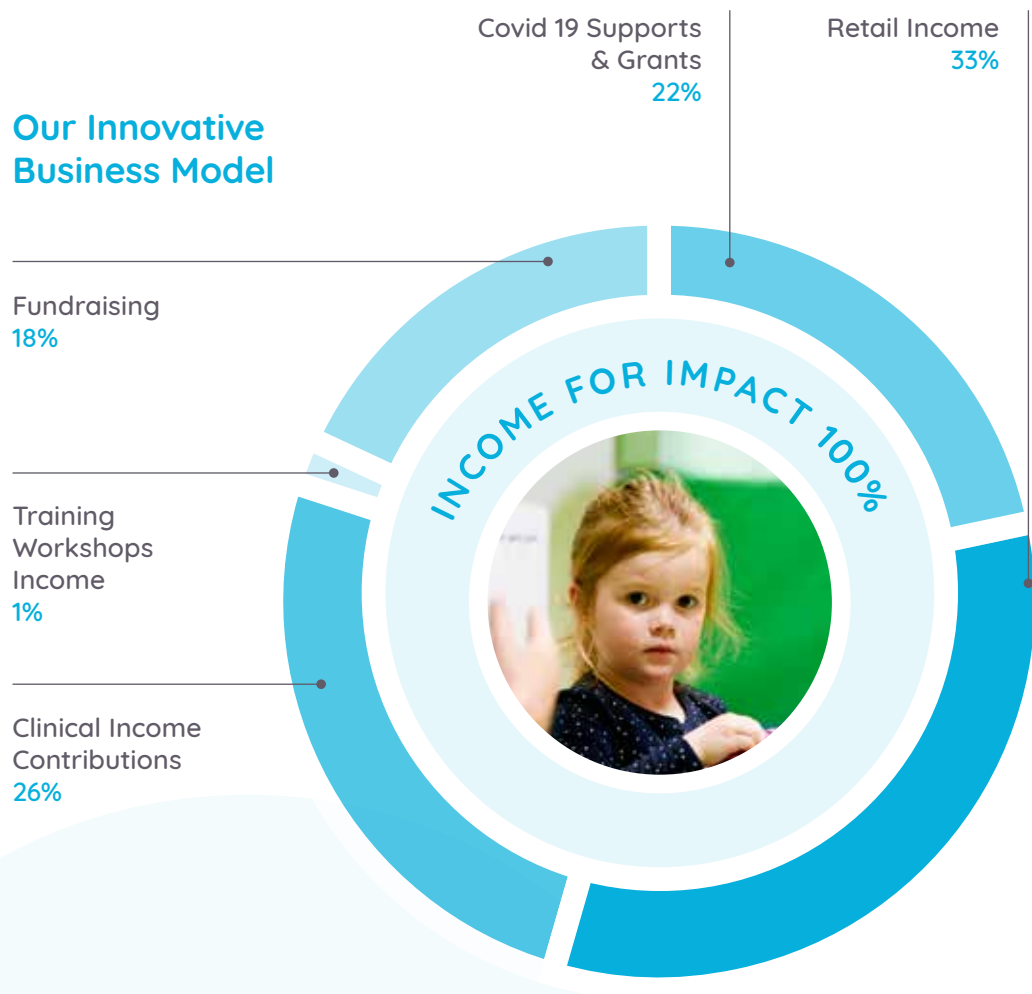 Covid 19 Supports
& Grants
22%
Retail Income
33%
Our Innovative
Business Model
Fundraising
18%
INCOME FOR IMPACT 100%
Training
Workshops
Income
1%
Clinical Income
Contributions
26%